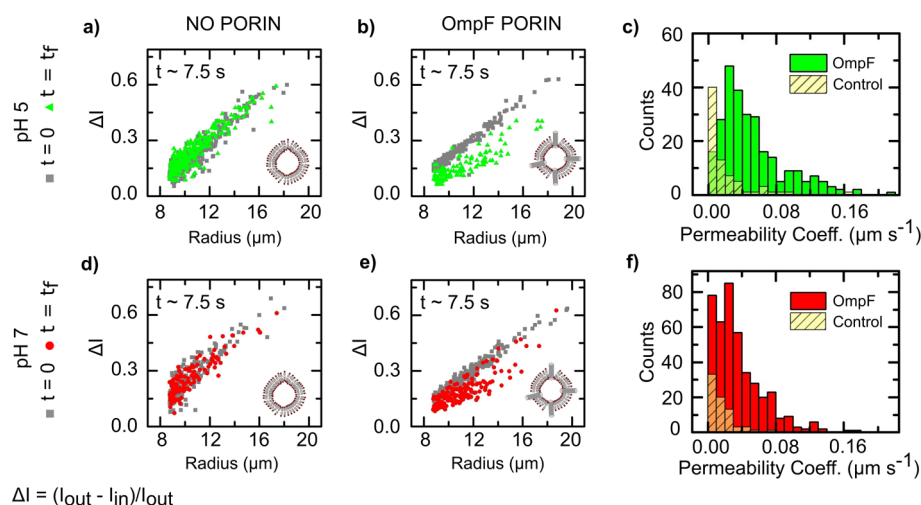 NO PORIN
OmpF PORIN
pH 5
■ t = 0 ▲ t = tf
a)
t ~ 7.5 s
ΔI
0.6
0.3
0.0
8 12 16 20
Radius (μm)
b)
t ~ 7.5 s
ΔI
0.6
0.3
0.0
8 12 16 20
Radius (μm)
c)
OmpF
Control
Counts
60
40
20
0
0.00 0.08 0.16
Permeability Coeff. (μm s⁻¹)
pH 7
■ t = 0 ● t = tf
d)
t ~ 7.5 s
ΔI
0.6
0.3
0.0
8 12 16 20
Radius (μm)
e)
t ~ 7.5 s
ΔI
0.6
0.3
0.0
8 12 16 20
Radius (μm)
f)
OmpF
Control
Counts
80
60
40
20
0
0.00 0.08 0.16
Permeability Coeff. (μm s⁻¹)
ΔI = (Iout - Iin)/Iout